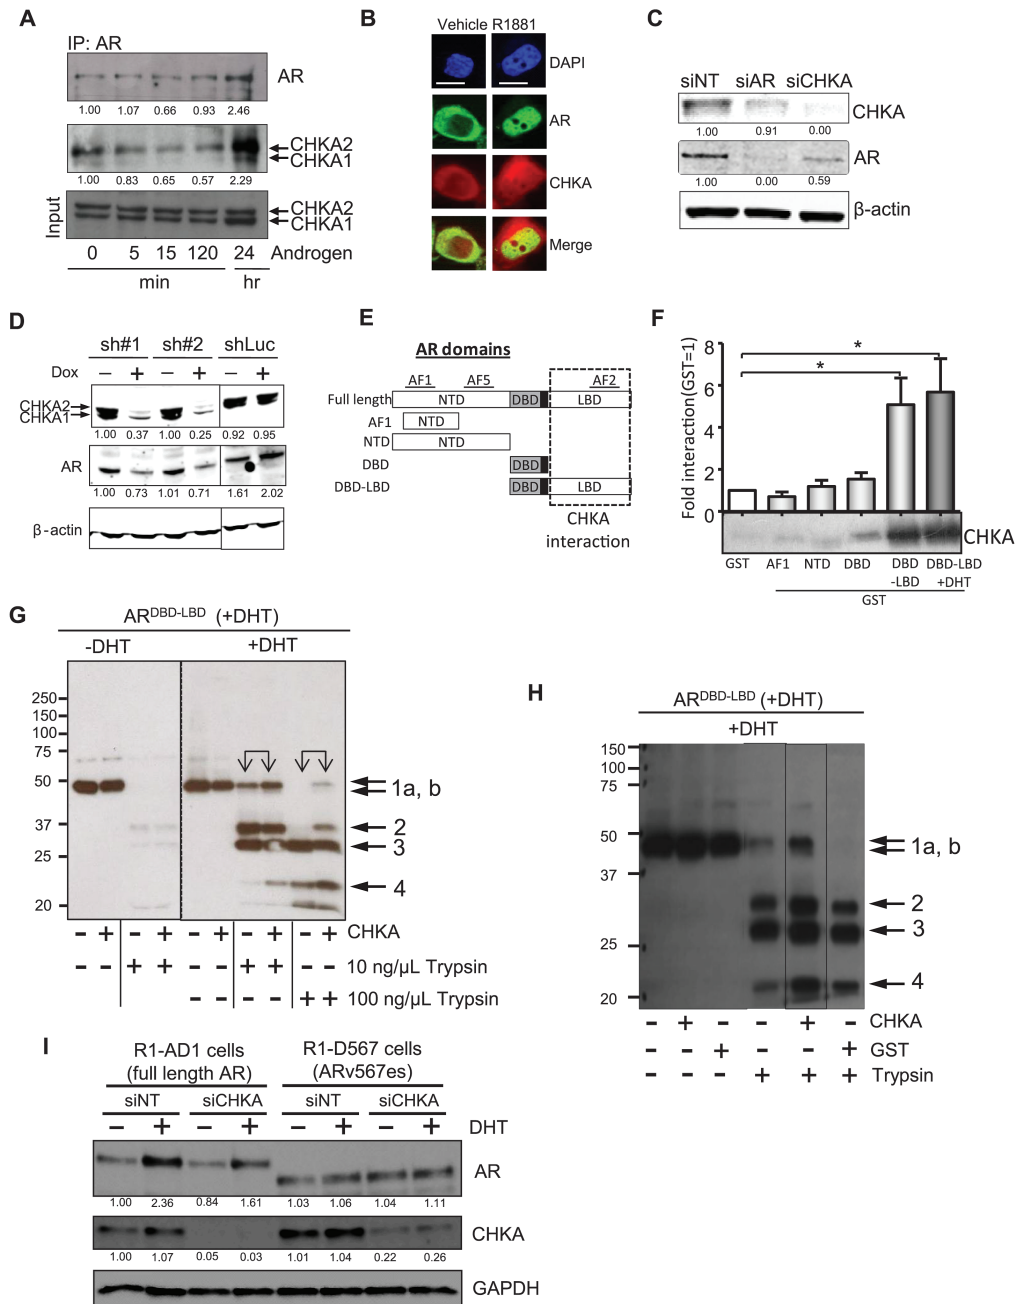 A
IP: AR
AR
1.00 1.07 0.66 0.93 2.46
CHKA2
CHKA1
1.00 0.83 0.65 0.57 2.29
Input
CHKA2
CHKA1
0 5 15 120 24 Androgen
min hr
B
Vehicle R1881
DAPI
AR
CHKA
Merge
C
siNT siAR siCHKA
CHKA
1.00 0.91 0.00
AR
1.00 0.00 0.59
β-actin
D
sh#1 sh#2 shLuc
Dox – + – + – +
CHKA2
CHKA1
1.00 0.37 1.00 0.25 0.92 0.95
AR
1.00 0.73 1.01 0.71 1.61 2.02
β-actin
E
AR domains
AF1 AF5 AF2
Full length NTD DBD LBD
AF1 NTD
NTD NTD
DBD DBD
DBD-LBD DBD LBD
CHKA
interaction
F
Fold interaction(GST=1)
8
6
4
2
0
*
*
CHKA
GST AF1 NTD DBD DBD -LBD DBD-LBD +DHT
GST
G
ARDBD-LBD (+DHT)
-DHT +DHT
250
150
100
75
50
37
25
20
1a, b
2
3
4
– + – + – + – + – + CHKA
– – + + – – + + 10 ng/µL Trypsin
– – – – + + 100 ng/µL Trypsin
H
ARDBD-LBD (+DHT)
+DHT
150
100
75
50
37
25
20
1a, b
2
3
4
– + – – + – CHKA
– – + – – + GST
– – – + + + Trypsin
I
R1-AD1 cells
(full length AR)
R1-D567 cells
(ARv567es)
siNT siCHKA siNT siCHKA
– + – + – + – + DHT
AR
1.00 2.36 0.84 1.61 1.03 1.06 1.04 1.11
CHKA
1.00 1.07 0.05 0.03 1.01 1.04 0.22 0.26
GAPDH